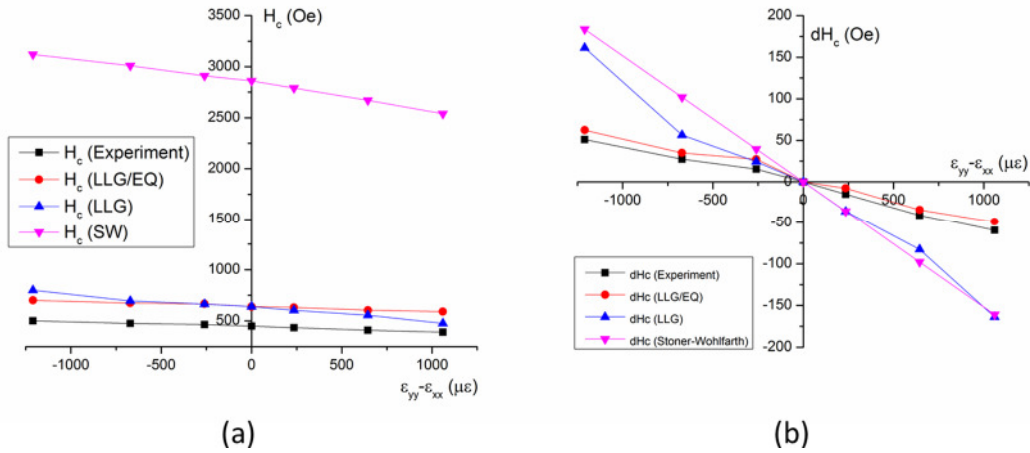 H_c (Oe)
3500
3000
2500
2000
1500
1000
500
H_c (Experiment)
H_c (LLG/EQ)
H_c (LLG)
H_c (SW)
-1000 -500 0 500 1000
ε_yy-ε_xx (με)
(a)
200
150
100
50
0
-50
-100
-150
-200
dH_c (Oe)
ε_yy-ε_xx (με)
-1000 -500 0 500 1000
dHc (Experiment)
dHc (LLG/EQ)
dHc (LLG)
dHc (Stoner-Wohlfarth)
(b)